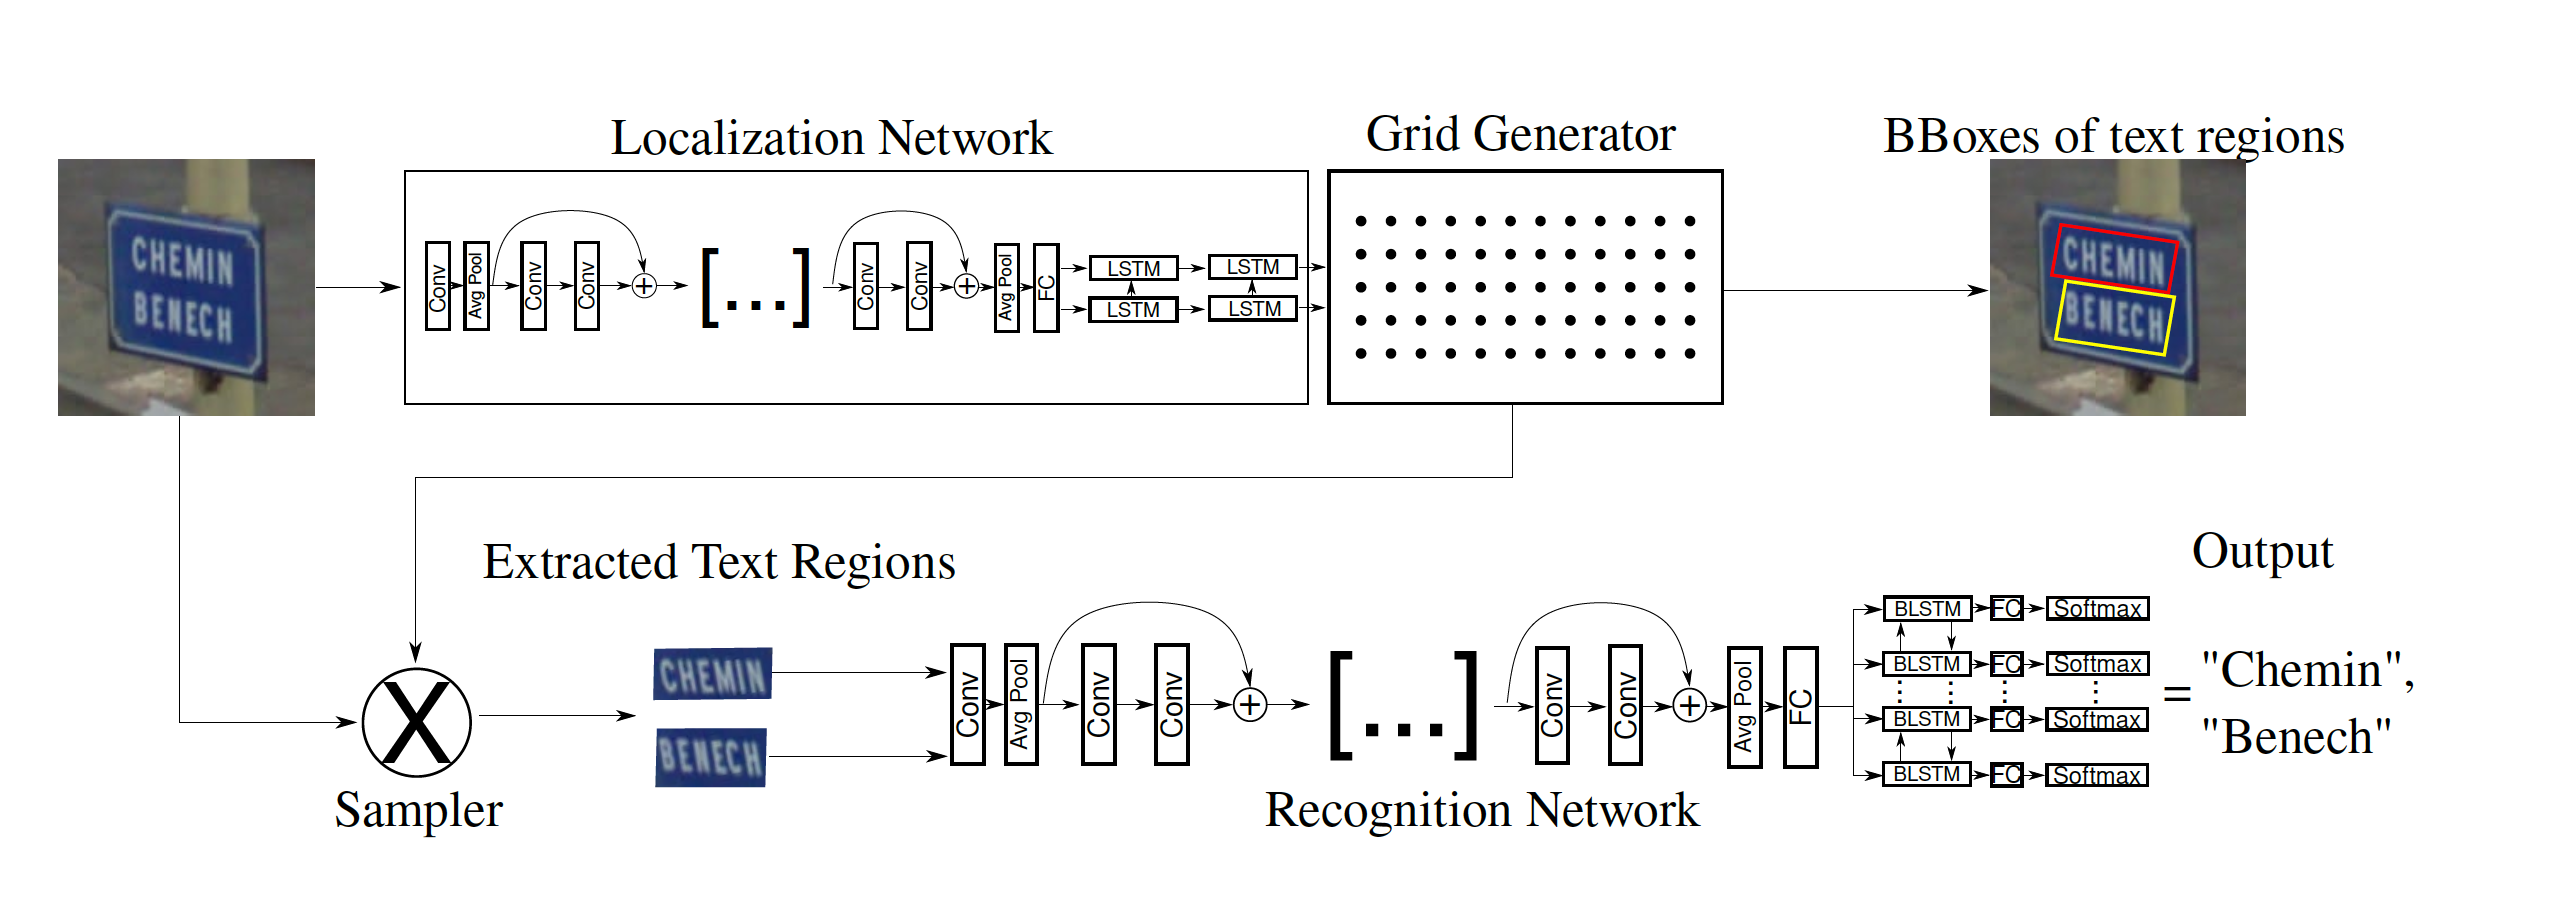 Localization Network
Grid Generator
BBoxes of text regions
CHEMIN
BENECH
Conv
Avg Pool
Conv
Conv
+
[...]
Conv
Conv
+
Avg Pool
FC
LSTM
LSTM
LSTM
LSTM
CHEMIN
BENECH
Extracted Text Regions
Output
X
Sampler
CHEMIN
BENECH
Conv
Avg Pool
Conv
Conv
+
[...]
Conv
Conv
+
Avg Pool
FC
BLSTM FC Softmax
BLSTM FC Softmax
BLSTM FC Softmax
BLSTM FC Softmax
= "Chemin",
"Benech"
Recognition Network